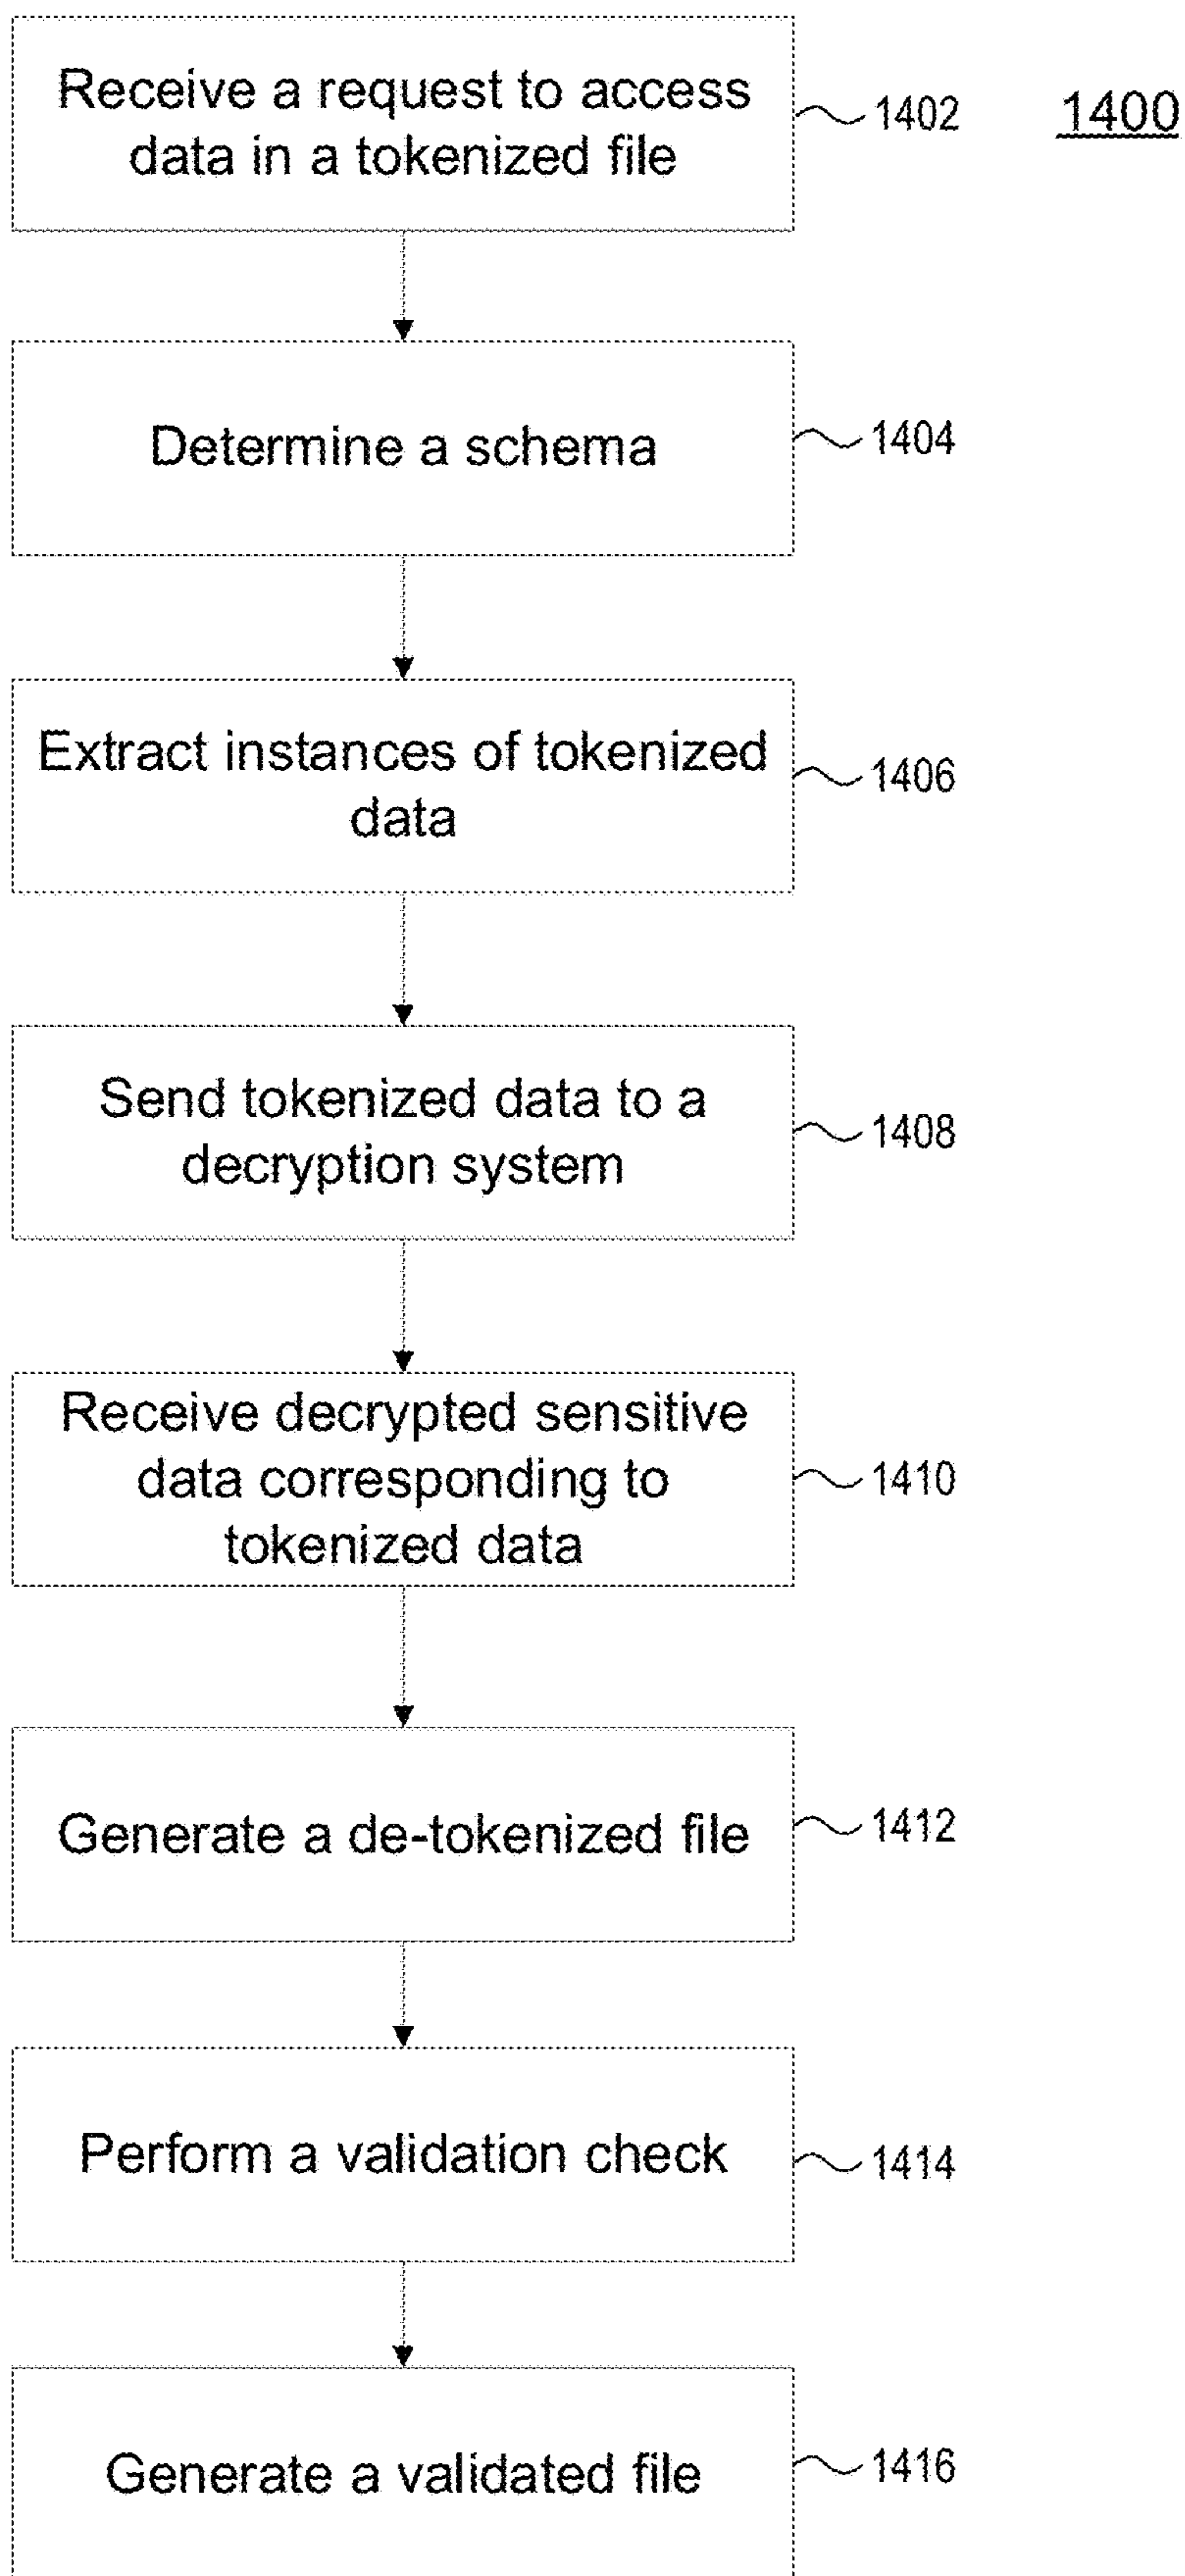 Receive a request to access
data in a tokenized file
1402
1400
Determine a schema
1404
Extract instances of tokenized
data
1406
Send tokenized data to a
decryption system
1408
Receive decrypted sensitive
data corresponding to
tokenized data
1410
Generate a de-tokenized file
1412
Perform a validation check
1414
Generate a validated file
1416